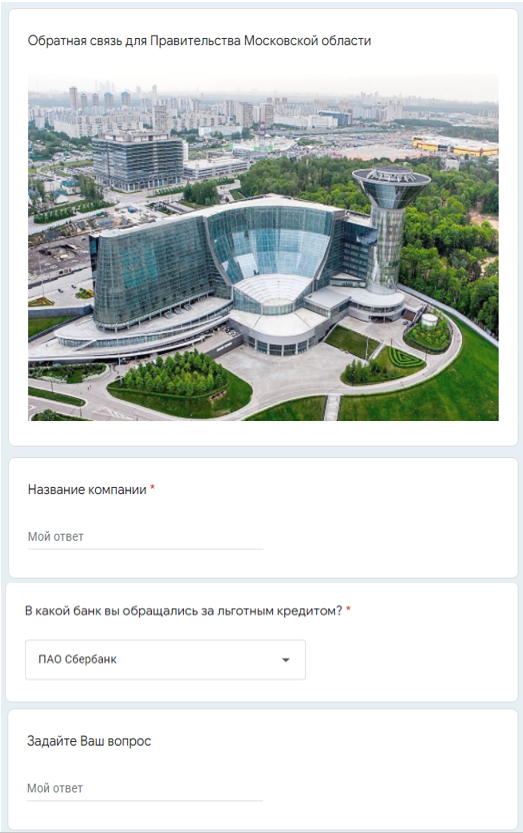 Обратная связь для Правительства Московской области
Название компании *
Мой ответ
В какой банк вы обращались за льготным кредитом? *
ПАО Сбербанк
Задайте Ваш вопрос
Мой ответ